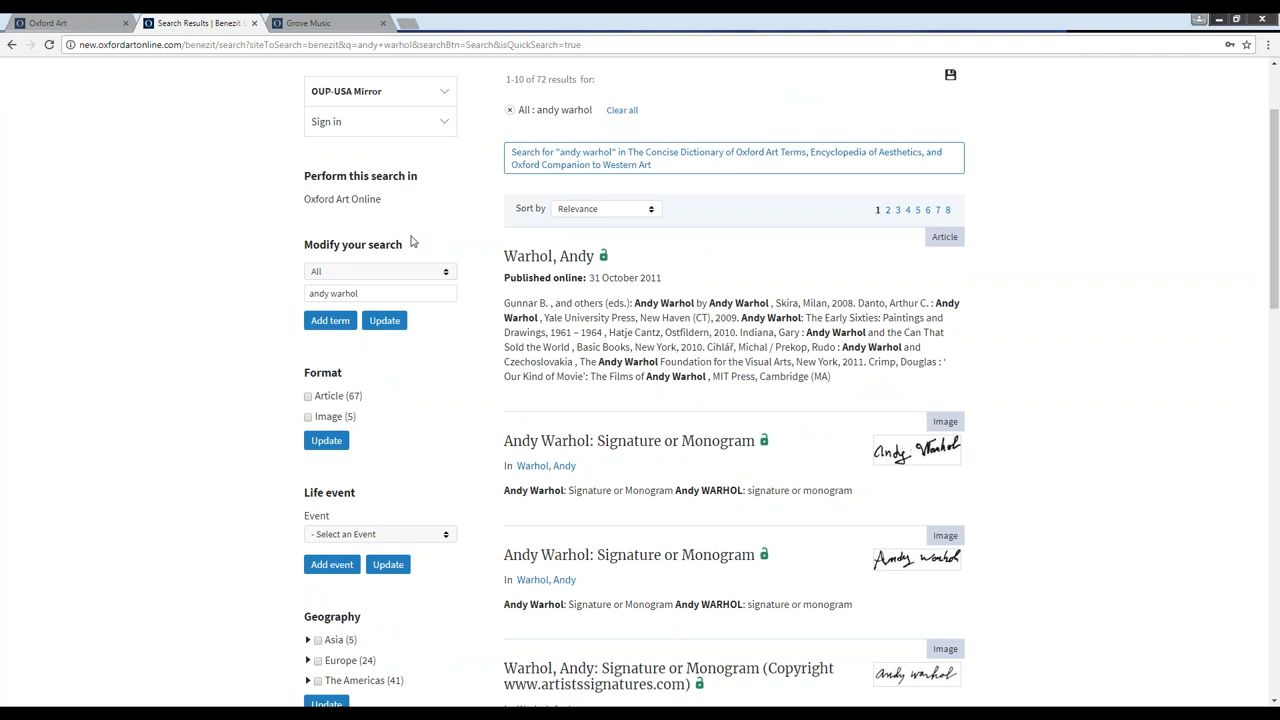 Oxford Art
Search Results | Benezit
Grove Music
new.oxfordartonline.com/benezit/search?siteToSearch=benezit&q=andy+warhol&searchBtn=Search&isQuickSearch=true
OUP-USA Mirror
Sign in
Perform this search in
Oxford Art Online
Modify your search
All
andy warhol
Add term Update
Format
Article (67)
Image (5)
Update
Life event
Event
- Select an Event
Add event Update
Geography
Asia (5)
Europe (24)
The Americas (41)
Update
1-10 of 72 results for:
All : andy warhol Clear all
Search for "andy warhol" in The Concise Dictionary of Oxford Art Terms, Encyclopedia of Aesthetics, and
Oxford Companion to Western Art
Sort by Relevance 1 2 3 4 5 6 7 8
Article
Warhol, Andy
Published online: 31 October 2011
Gunnar B. , and others (eds.): Andy Warhol by Andy Warhol , Skira, Milan, 2008. Danto, Arthur C. : Andy
Warhol , Yale University Press, New Haven (CT), 2009. Andy Warhol: The Early Sixties: Paintings and
Drawings, 1961 – 1964 , Hatje Cantz, Ostfildern, 2010. Indiana, Gary : Andy Warhol and the Can That
Sold the World , Basic Books, New York, 2010. Cihlář, Michal / Prekop, Rudo : Andy Warhol and
Czechoslovakia , The Andy Warhol Foundation for the Visual Arts, New York, 2011. Crimp, Douglas : ‘
Our Kind of Movie’: The Films of Andy Warhol , MIT Press, Cambridge (MA)
Image
Andy Warhol: Signature or Monogram
Andy Warhol
In Warhol, Andy
Andy Warhol: Signature or Monogram Andy WARHOL: signature or monogram
Image
Andy Warhol: Signature or Monogram
Andy Warhol
In Warhol, Andy
Andy Warhol: Signature or Monogram Andy WARHOL: signature or monogram
Image
Warhol, Andy: Signature or Monogram (Copyright
www.artistssignatures.com)
andy warhol